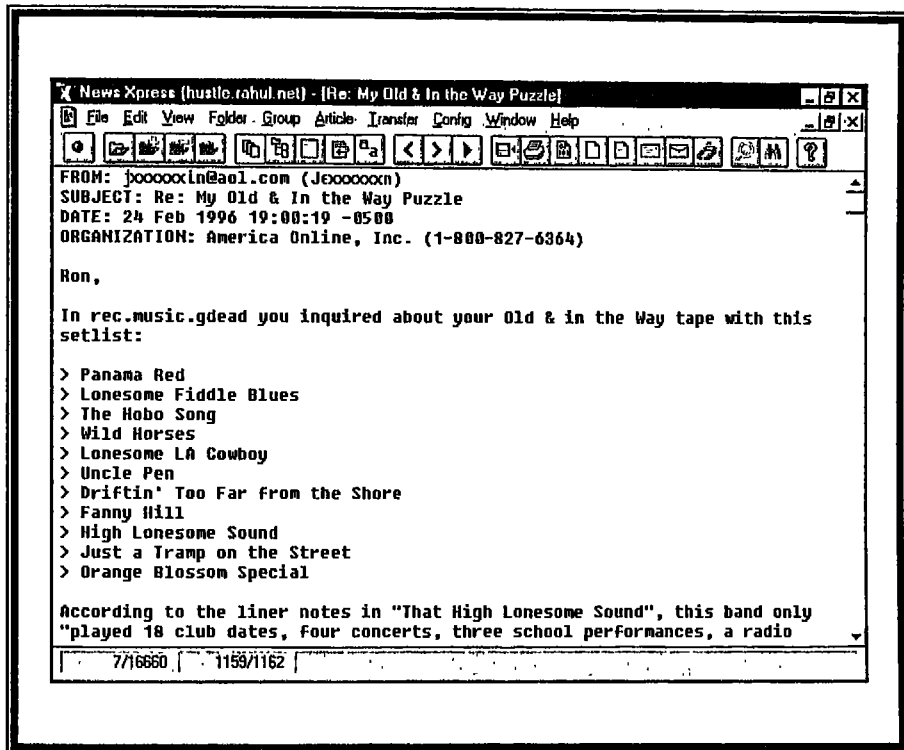 News Xpress (hustle.rahul.net) - [Re: My Old & In the Way Puzzle]
File Edit View Folder Group Article Transfer Config Window Help
FROM: jxxxxxxin@aol.com (Jexxxxxxn)
SUBJECT: Re: My Old & In the Way Puzzle
DATE: 24 Feb 1996 19:00:19 -0500
ORGANIZATION: America Online, Inc. (1-800-827-6364)
Ron,
In rec.music.gdead you inquired about your Old & in the Way tape with this
setlist:
> Panama Red
> Lonesome Fiddle Blues
> The Hobo Song
> Wild Horses
> Lonesome LA Cowboy
> Uncle Pen
> Driftin' Too Far from the Shore
> Fanny Hill
> High Lonesome Sound
> Just a Tramp on the Street
> Orange Blossom Special
According to the liner notes in "That High Lonesome Sound", this band only
"played 18 club dates, four concerts, three school performances, a radio
7/16660 1159/1162